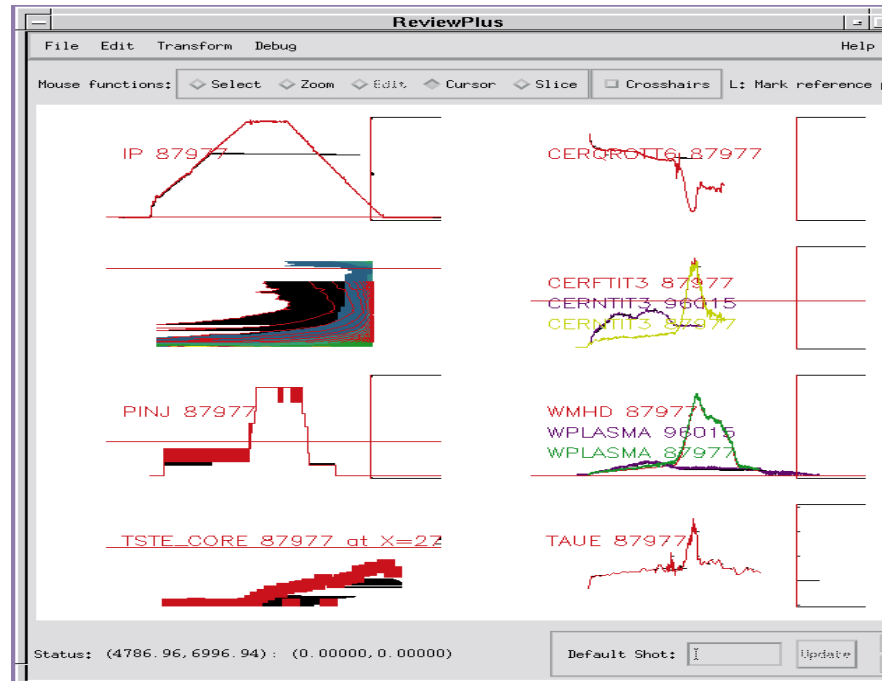 ReviewPlus
File Edit Transform Debug Help
Mouse functions: Select Zoom Edit Cursor Slice Crosshairs L: Mark reference
IP 87977
CERQROTT6 87977
CERFTIT3 87977
CERNTIT3 96015
CERNTIT3 87977
PINJ 87977
WMHD 87977
WPLASMA 96015
WPLASMA 87977
TSTE_CORE 87977 at X=27
TAUE 87977
Status: (4786.96,6996.94): (0.00000,0.00000)
Default Shot: Update